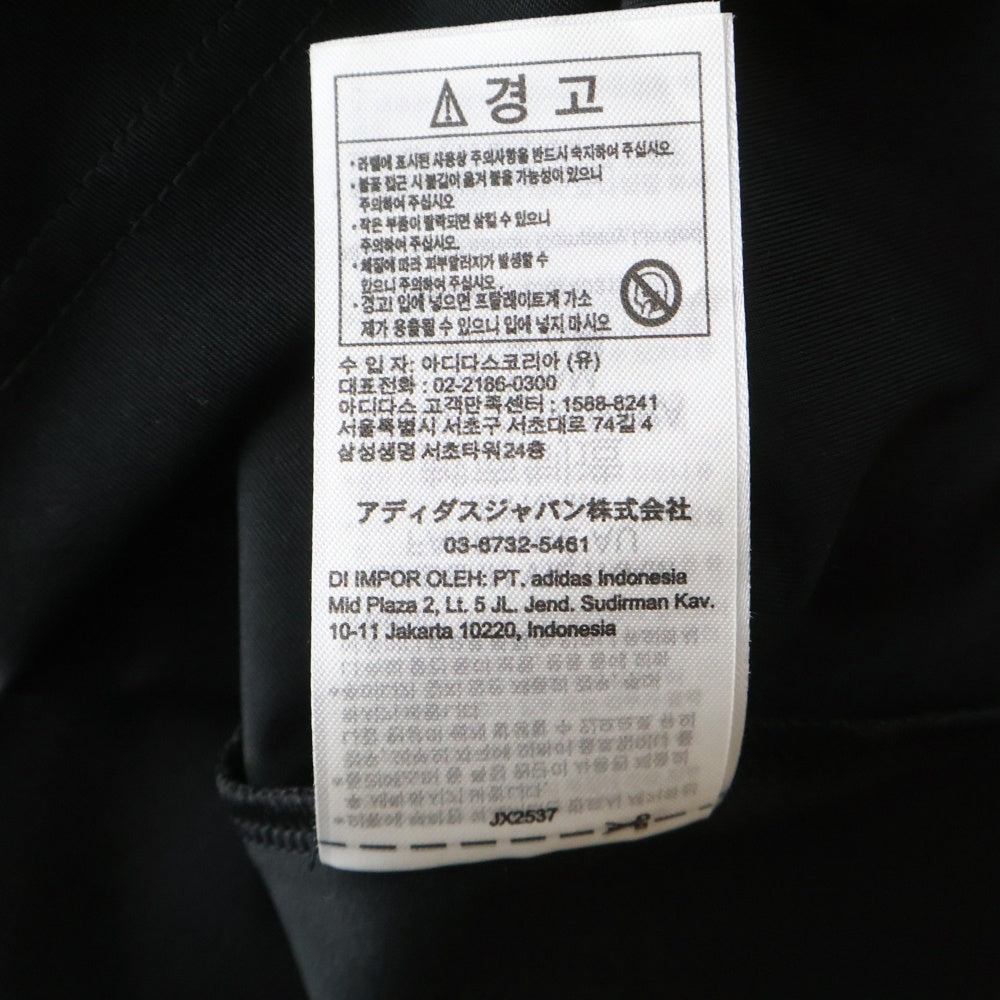 경고
• 라벨에 표시된 사용상 주의사항을 반드시 숙지하여 주십시오.
• 불꽃 접근 시 불길이 옮겨 붙을 가능성이 있으니
주의하여 주십시오
• 작은 부품이 탈락되면 삼킬 수 있으니
주의하여 주십시오.
• 체질에 따라 피부알러지가 발생할 수
있으니 주의하여 주십시오.
• 경고! 입에 넣으면 프탈레이트계 가소
제가 용출될 수 있으니 입에 넣지 마시오
수 입 자: 아디다스코리아 (유)
대표전화 : 02-2186-0300
아디다스 고객만족센터 : 1588-8241
서울특별시 서초구 서초대로 74길 4
삼성생명 서초타워24층
アディダスジャパン株式会社
03-6732-5461
DI IMPOR OLEH: PT. adidas Indonesia
Mid Plaza 2, Lt. 5 JL. Jend. Sudirman Kav.
10-11 Jakarta 10220, Indonesia
JX2537